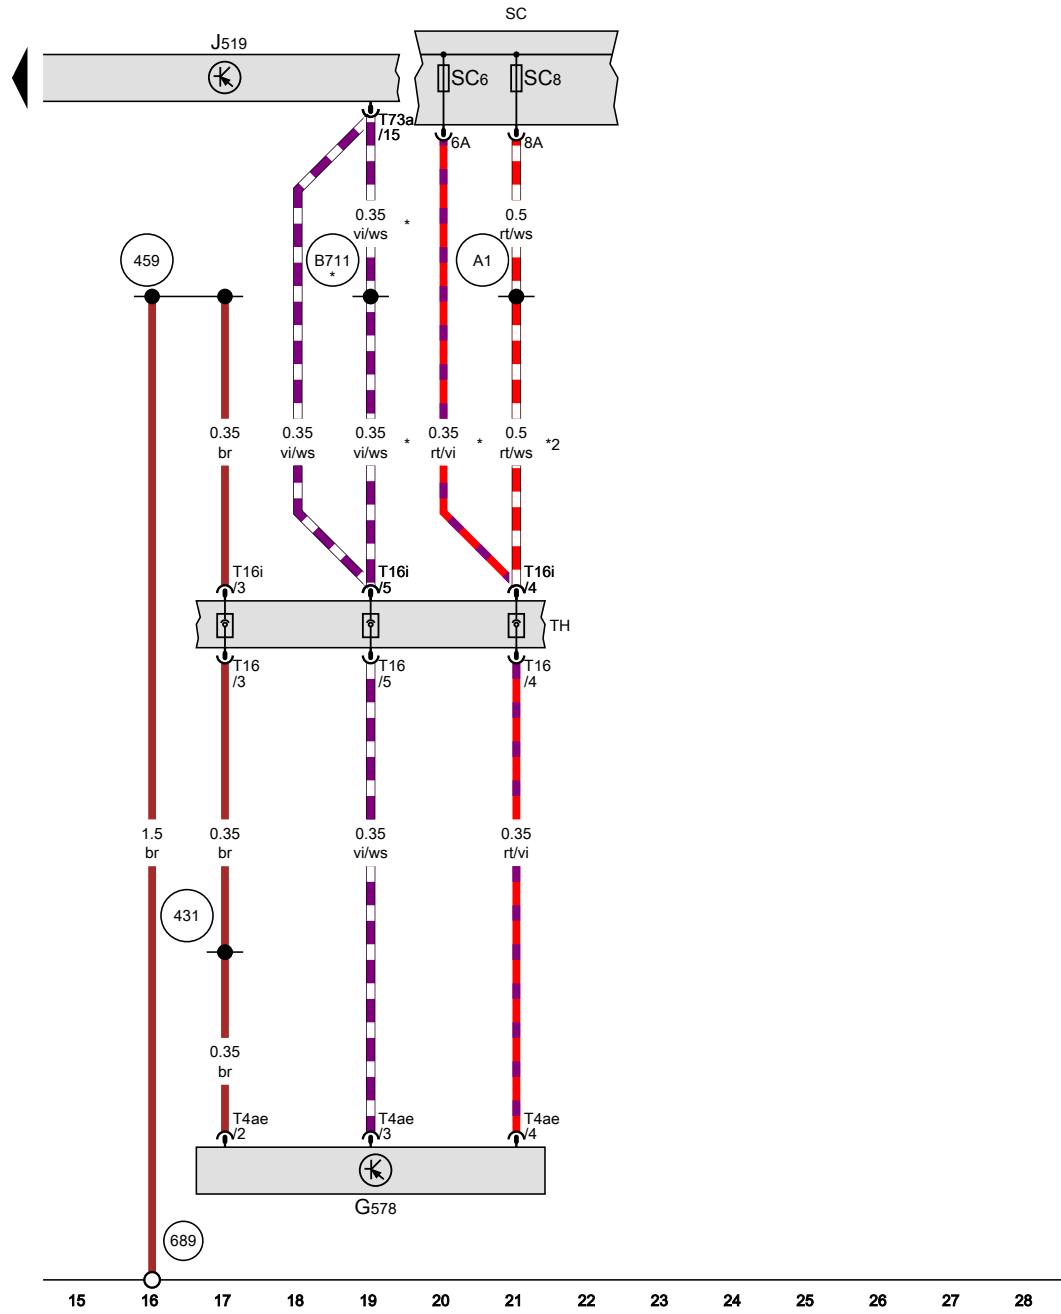 SC
J519
SC6
SC8
T73a
/15
6A
8A
0.35
vi/ws
*
0.5
rt/ws
459
B711
*
A1
0.35
br
0.35
vi/ws
0.35
vi/ws
*
0.35
rt/vi
*
0.5
rt/ws
*2
T16i
/3
T16i
/5
T16i
/4
TH
T16
/3
T16
/5
T16
/4
1.5
br
0.35
br
0.35
vi/ws
0.35
rt/vi
431
0.35
br
T4ae
/2
T4ae
/3
T4ae
/4
G578
689
15 16 17 18 19 20 21 22 23 24 25 26 27 28